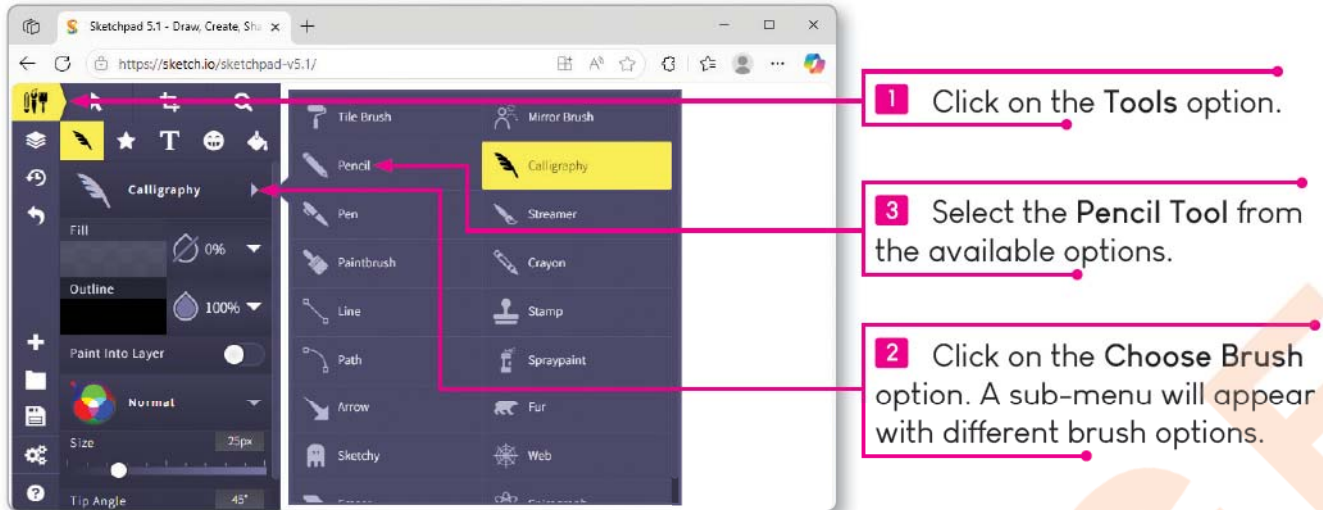 Sketchpad 5.1 - Draw, Create, Sha
https://sketch.io/sketchpad-v5.1/
Tile Brush
Mirror Brush
1 Click on the Tools option.
T
Pencil
Calligraphy
Calligraphy
3 Select the Pencil Tool from
the available options.
Pen
Streamer
Fill
0%
Paintbrush
Crayon
Outline
100%
Line
Stamp
2 Click on the Choose Brush
option. A sub-menu will appear
with different brush options.
Paint Into Layer
Path
Spraypaint
Normal
Arrow
Fur
Size
25px
Sketchy
Web
Tip Angle
45°